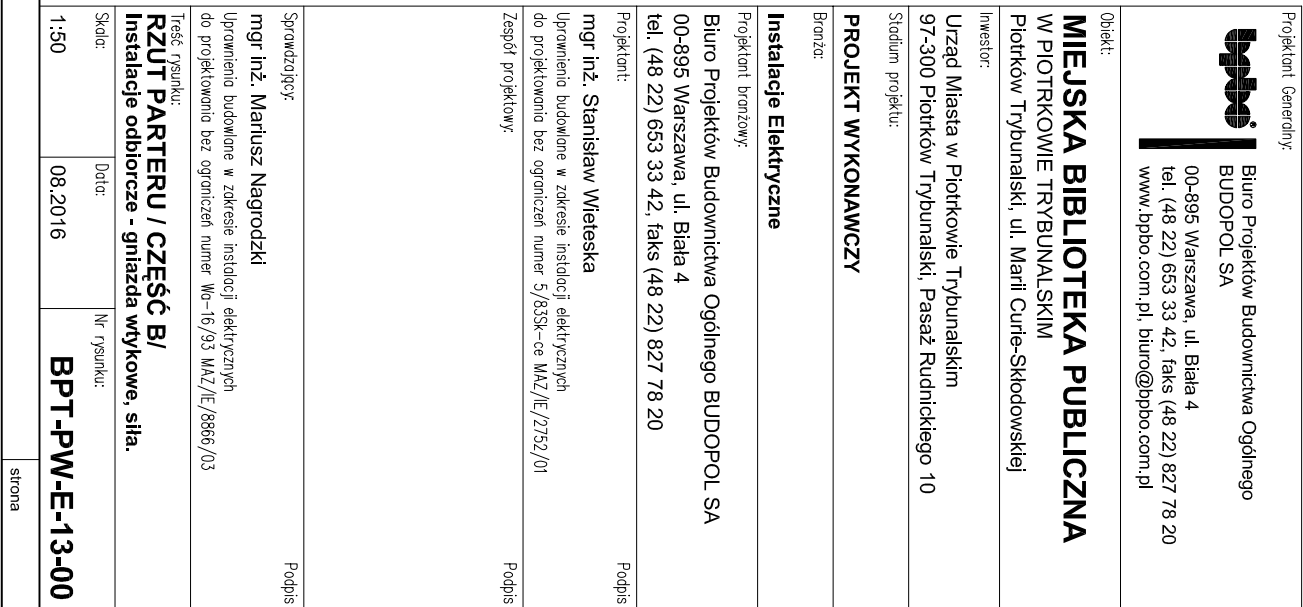 Projektant Generalny:
bpbo®
Biuro Projektów Budownictwa Ogólnego
BUDOPOL SA
00-895 Warszawa, ul. Biała 4
tel. (48 22) 653 33 42, faks (48 22) 827 78 20
www.bpbo.com.pl, biuro@bpbo.com.pl
Obiekt:
MIEJSKA BIBLIOTEKA PUBLICZNA
W PIOTRKOWIE TRYBUNALSKIM
Piotrków Trybunalski, ul. Marii Curie-Skłodowskiej
Inwestor:
Urząd Miasta w Piotrkowie Trybunalskim
97-300 Piotrków Trybunalski, Pasaż Rudnickiego 10
Stadium projektu:
PROJEKT WYKONAWCZY
Branża:
Instalacje Elektryczne
Projektant branżowy:
Biuro Projektów Budownictwa Ogólnego BUDOPOL SA
00-895 Warszawa, ul. Biała 4
tel. (48 22) 653 33 42, faks (48 22) 827 78 20
Projektant:
Podpis
mgr inż. Stanisław Wieteska
Uprawnienia budowlane w zakresie instalacji elektrycznych
do projektowania bez ograniczeń numer 5/83Sk-ce MAZ/IE/2752/01
Zespół projektowy:
Podpis
Sprawdzający:
Podpis
mgr inż. Mariusz Nagrodzki
Uprawnienia budowlane w zakresie instalacji elektrycznych
do projektowania bez ograniczeń numer Wa-16/93 MAZ/IE/8866/03
Treść rysunku:
RZUT PARTERU / CZĘŚĆ B/
Instalacje odbiorcze - gniazda wtykowe, siła.
Skala:
1:50
Data:
08.2016
Nr rysunku:
BPT-PW-E-13-00
strona